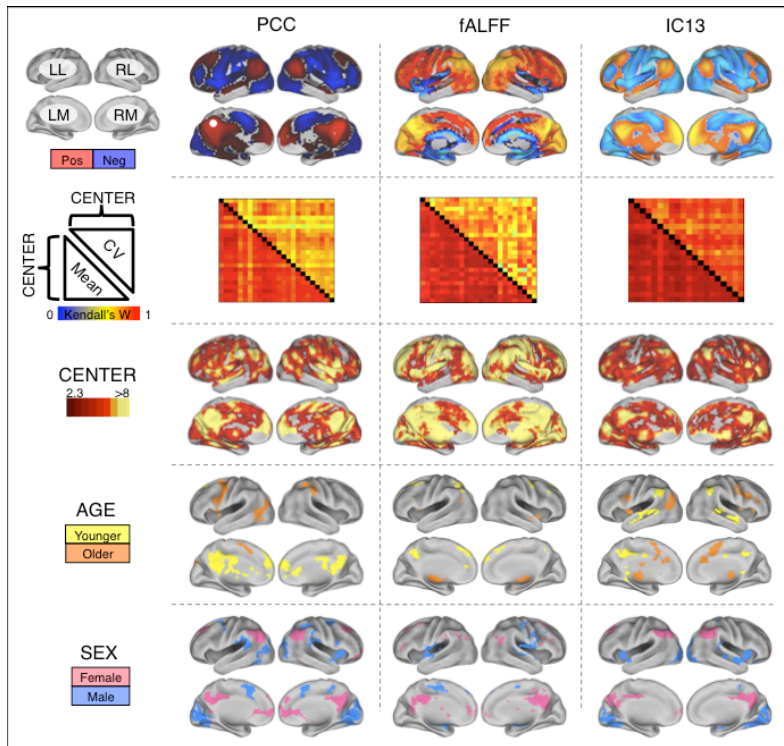 PCC fALFF IC13
LL RL
LM RM
Pos Neg
CENTER
CENTER
CV
Mean
0 Kendall's W 1
CENTER
2.3 >8
AGE
Younger
Older
SEX
Female
Male